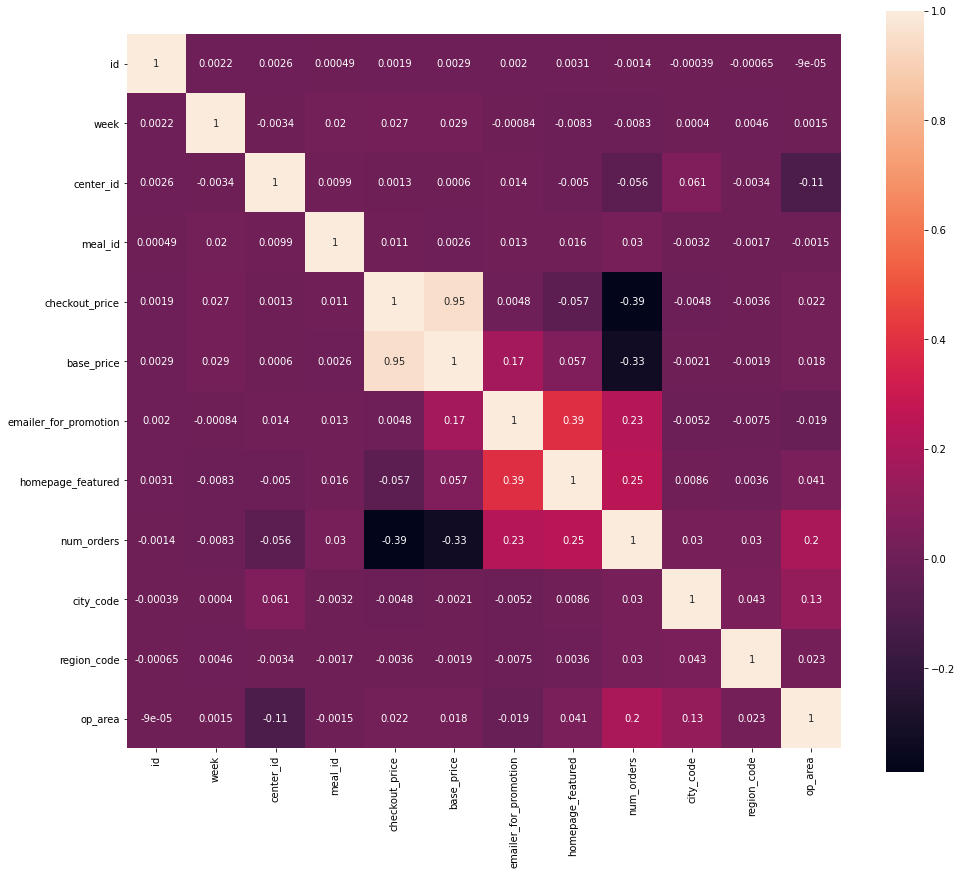 id 1 0.0022 0.0026 0.00049 0.0019 0.0029 0.002 0.0031 -0.0014 -0.00039 -0.00065 -9e-05
week 0.0022 1 -0.0034 0.02 0.027 0.029 -0.00084 -0.0083 -0.0083 0.0004 0.0046 0.0015
center_id 0.0026 -0.0034 1 0.0099 0.0013 0.0006 0.014 -0.005 -0.056 0.061 -0.0034 -0.11
meal_id 0.00049 0.02 0.0099 1 0.011 0.0026 0.013 0.016 0.03 -0.0032 -0.0017 -0.0015
checkout_price 0.0019 0.027 0.0013 0.011 1 0.95 0.0048 -0.057 -0.39 -0.0048 -0.0036 0.022
base_price 0.0029 0.029 0.0006 0.0026 0.95 1 0.17 0.057 -0.33 -0.0021 -0.0019 0.018
emailer_for_promotion 0.002 -0.00084 0.014 0.013 0.0048 0.17 1 0.39 0.23 -0.0052 -0.0075 -0.019
homepage_featured 0.0031 -0.0083 -0.005 0.016 -0.057 0.057 0.39 1 0.25 0.0086 0.0036 0.041
num_orders -0.0014 -0.0083 -0.056 0.03 -0.39 -0.33 0.23 0.25 1 0.03 0.03 0.2
city_code -0.00039 0.0004 0.061 -0.0032 -0.0048 -0.0021 -0.0052 0.0086 0.03 1 0.043 0.13
region_code -0.00065 0.0046 -0.0034 -0.0017 -0.0036 -0.0019 -0.0075 0.0036 0.03 0.043 1 0.023
op_area -9e-05 0.0015 -0.11 -0.0015 0.022 0.018 -0.019 0.041 0.2 0.13 0.023 1
id week center_id meal_id checkout_price base_price emailer_for_promotion homepage_featured num_orders city_code region_code op_area
1.0
0.8
0.6
0.4
0.2
0.0
-0.2